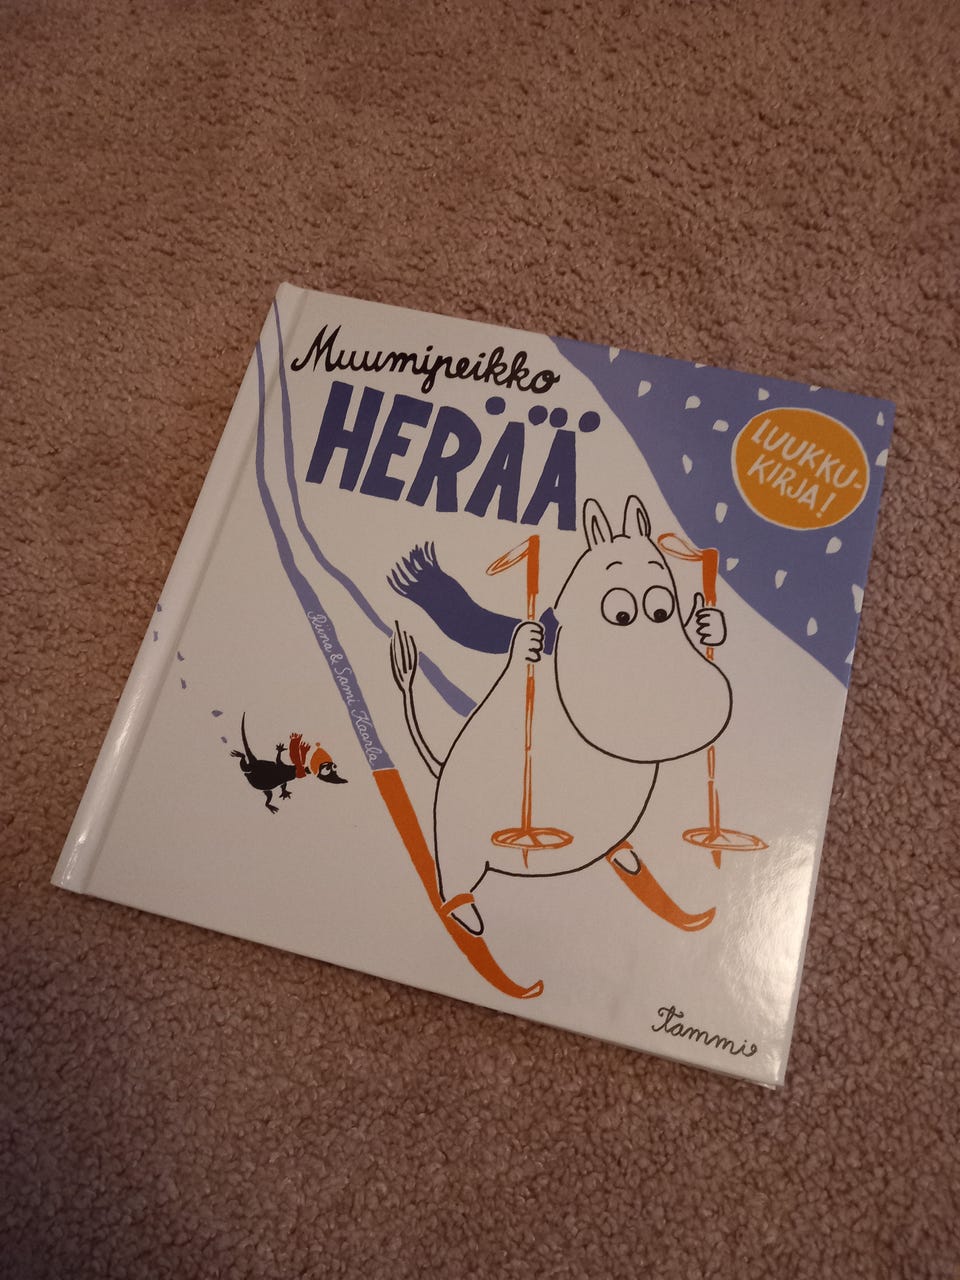 Muumipeikko
HERÄÄ
LUUKKU-
KIRJA!
Riina & Sami Kaarla
Tammi